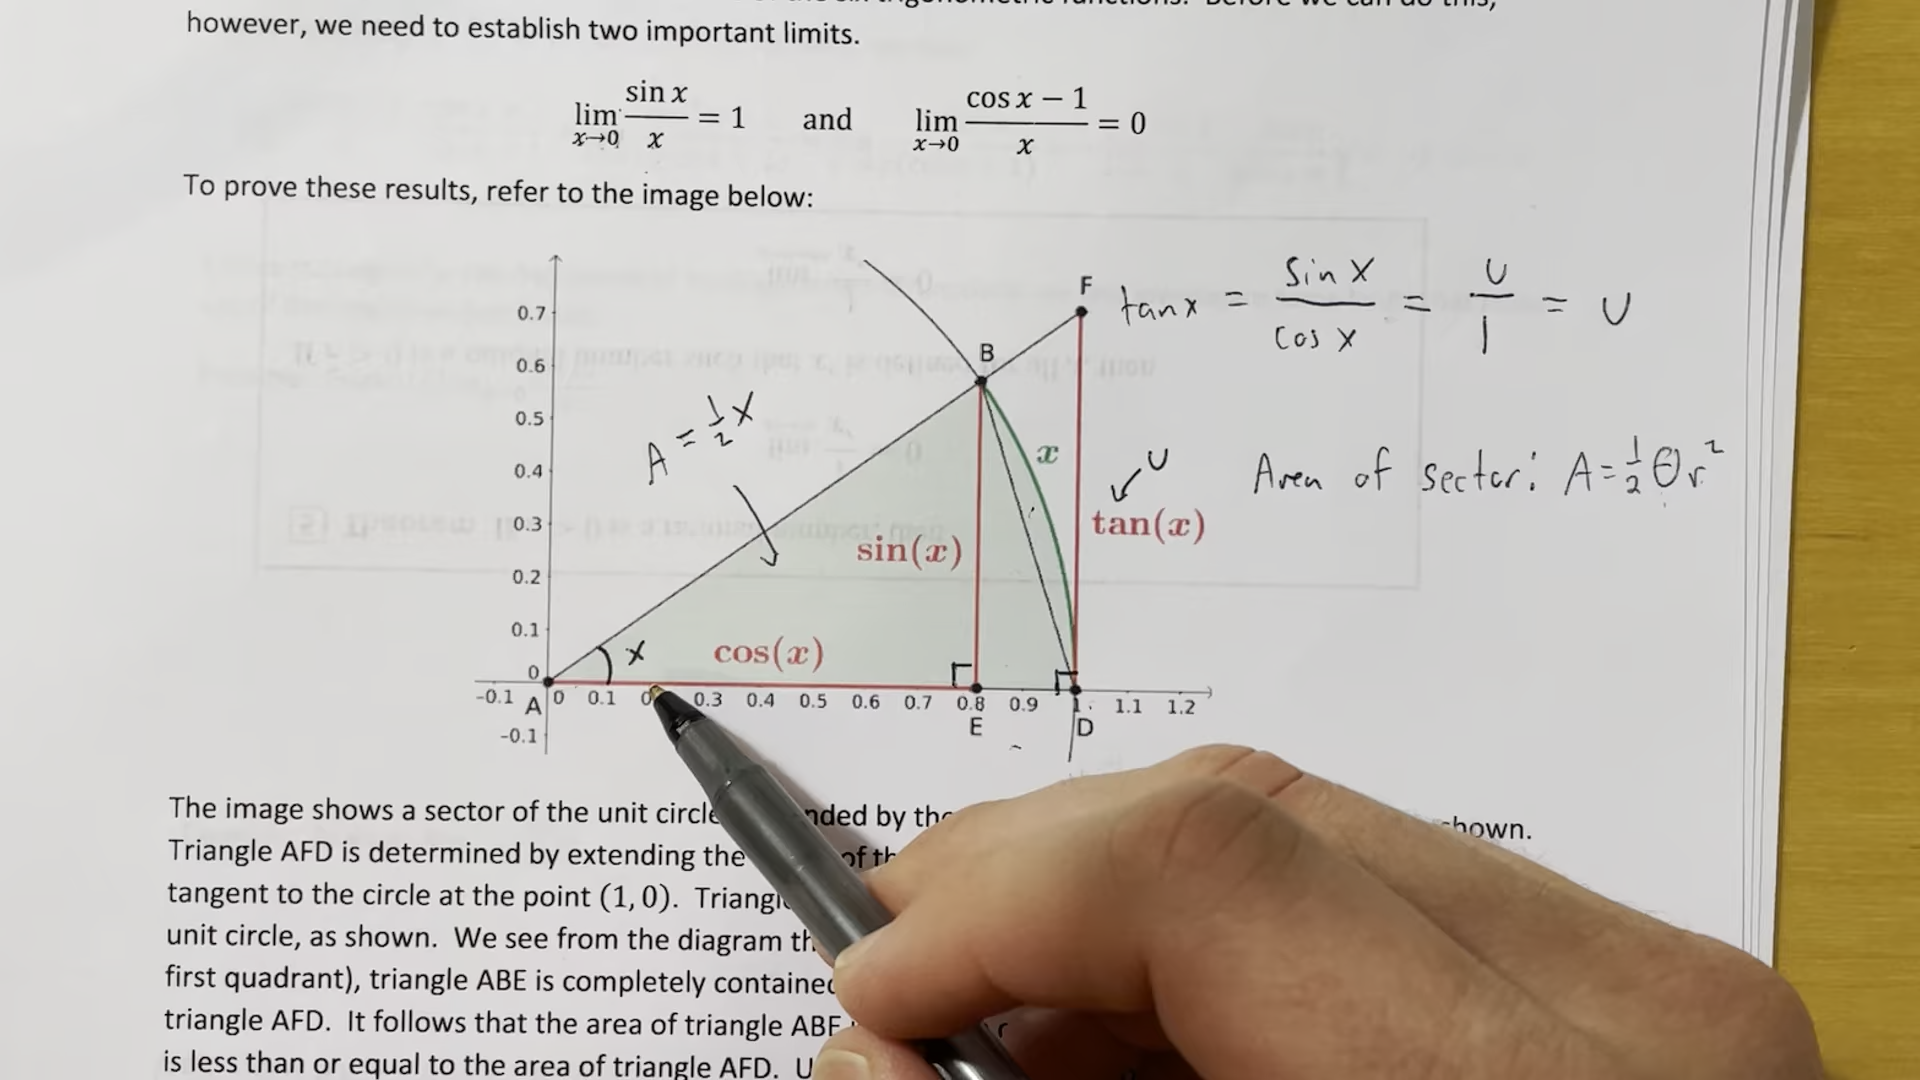 however, we need to establish two important limits.
lim x→0 sin x / x = 1 and lim x→0 cos x − 1 / x = 0
To prove these results, refer to the image below:
F tan x = sin x / cos x = U / 1 = U
0.7
B
0.6
A = 1/2 x
0.5
x
U
0.4
Area of sector: A = 1/2 θr²
0.3
sin(x)
tan(x)
0.2
0.1
x
cos(x)
0
-0.1 A 0 0.1 0.3 0.4 0.5 0.6 0.7 0.8 0.9 1 1.1 1.2
E D
-0.1
The image shows a sector of the unit circle by the shown.
Triangle AFD is determined by extending the of
tangent to the circle at the point (1, 0).
unit circle, as shown. We see from the diagram
first quadrant), triangle ABE is completely contained
triangle AFD. It follows that the area of triangle ABE
is less than or equal to the area of triangle AFD.